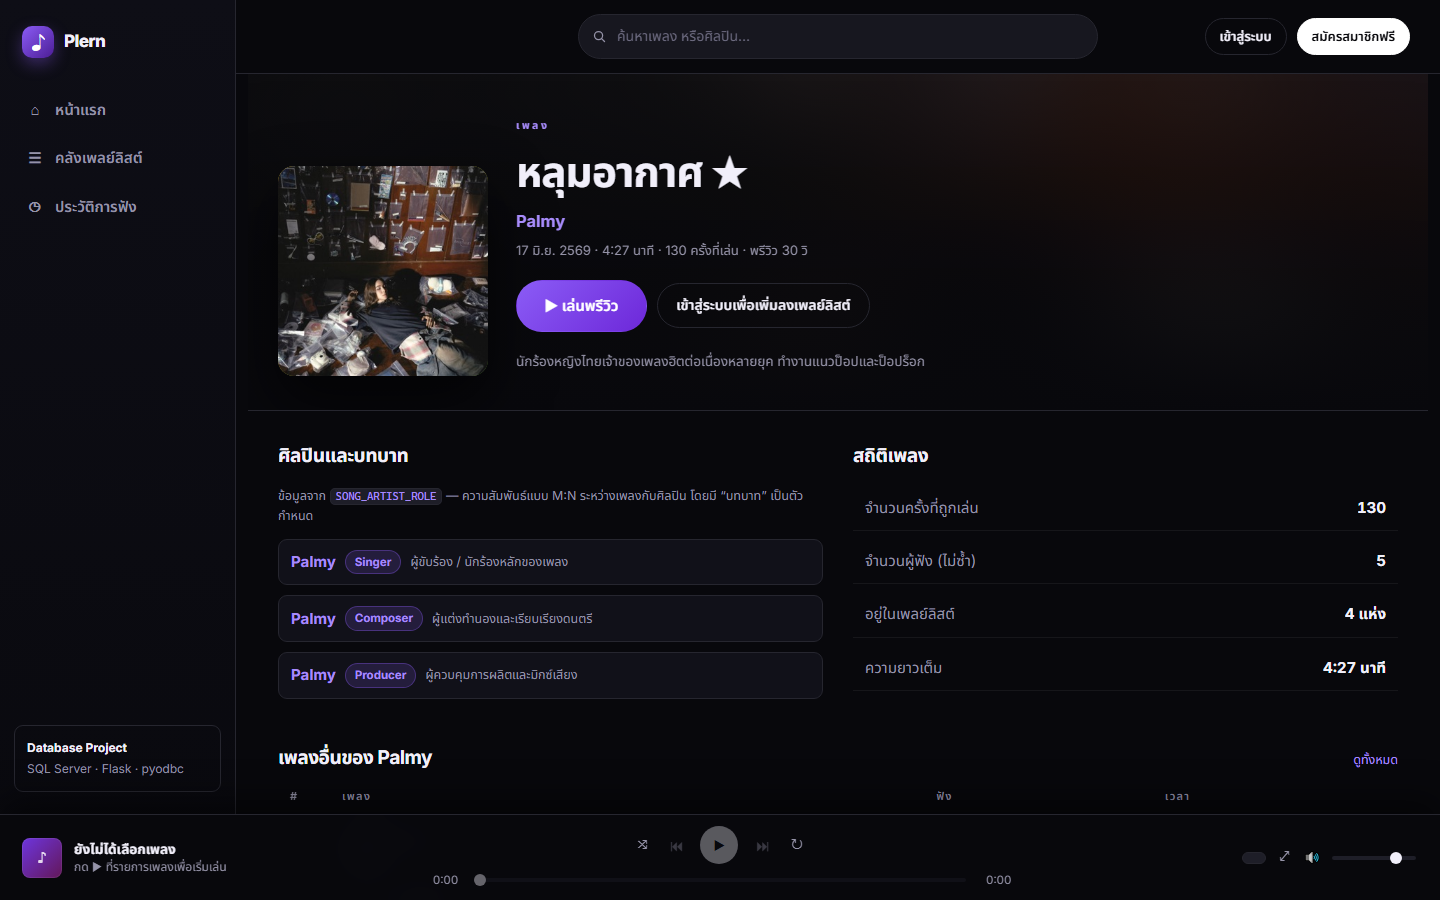 Plern
ค้นหาเพลง หรือศิลปิน...
เข้าสู่ระบบ
สมัครสมาชิกฟรี
หน้าแรก
คลังเพลย์ลิสต์
ประวัติการฟัง
เพลง
หลุมอากาศ ★
Palmy
17 มิ.ย. 2569 · 4:27 นาที · 130 ครั้งที่เล่น · พรีวิว 30 วิ
▶ เล่นพรีวิว
เข้าสู่ระบบเพื่อเพิ่มลงเพลย์ลิสต์
นักร้องหญิงไทยเจ้าของเพลงฮิตต่อเนื่องหลายยุค ทำงานแนวป็อปและป็อปร็อก
ศิลปินและบทบาท
ข้อมูลจาก SONG_ARTIST_ROLE — ความสัมพันธ์แบบ M:N ระหว่างเพลงกับศิลปิน โดยมี “บทบาท” เป็นตัว
กำหนด
Palmy Singer ผู้ขับร้อง / นักร้องหลักของเพลง
Palmy Composer ผู้แต่งทำนองและเรียบเรียงดนตรี
Palmy Producer ผู้ควบคุมการผลิตและมิกซ์เสียง
สถิติเพลง
จำนวนครั้งที่ถูกเล่น 130
จำนวนผู้ฟัง (ไม่ซ้ำ) 5
อยู่ในเพลย์ลิสต์ 4 แห่ง
ความยาวเต็ม 4:27 นาที
เพลงอื่นของ Palmy
ดูทั้งหมด
# เพลง ฟัง เวลา
Database Project
SQL Server · Flask · pyodbc
ยังไม่ได้เลือกเพลง
กด ▶ ที่รายการเพลงเพื่อเริ่มเล่น
0:00 0:00